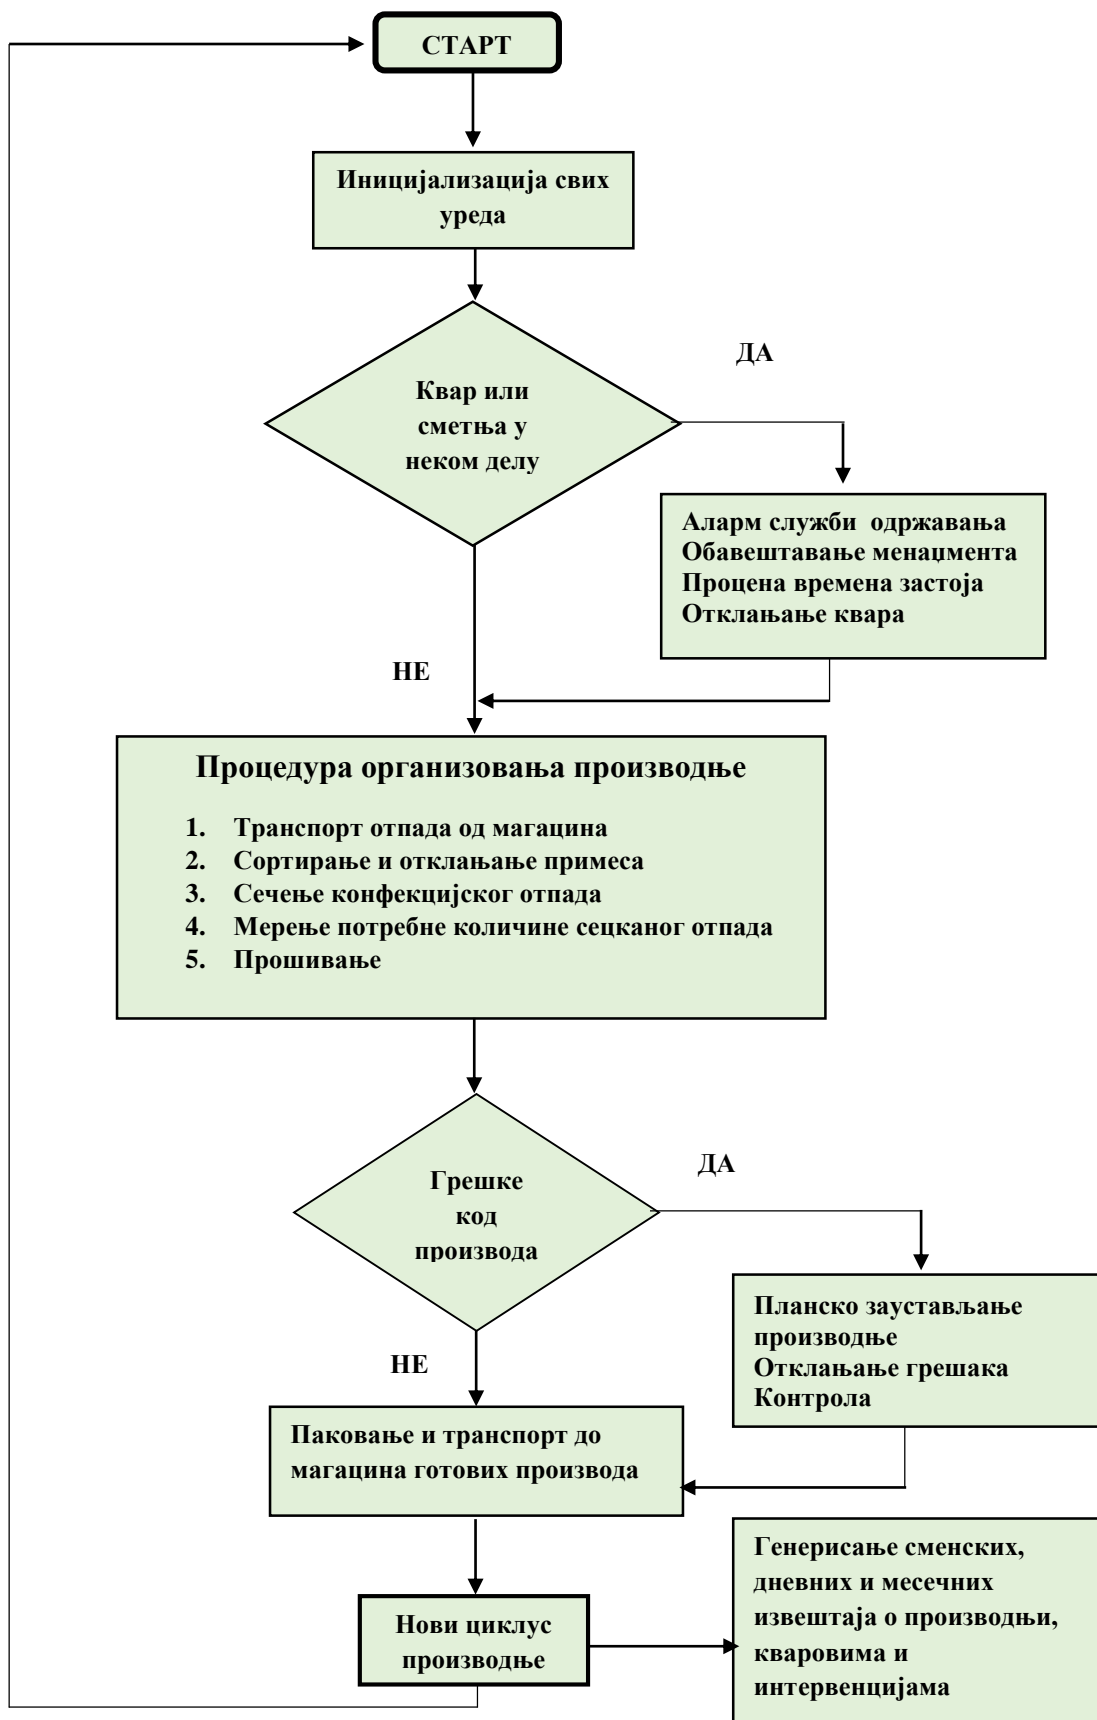 СТАРТ
Иницијализација свих
уреда
ДА
Квар или
сметња у
неком делу
Аларм служби одржавања
Обавештавање менаџмента
Процена времена застоја
Отклањање квара
НЕ
Процедура организовања производње
1. Транспорт отпада од магацина
2. Сортирање и отклањање примеса
3. Сечење конфекцијског отпада
4. Мерење потребне количине сецканог отпада
5. Прошивање
ДА
Грешке
код
производа
Планско заустављање
производње
Отклањање грешака
Контрола
НЕ
Паковање и транспорт до
магацина готових производа
Генерисање сменских,
дневних и месечних
извештаја о производњи,
кваровима и
интервенцијама
Нови циклус
производње